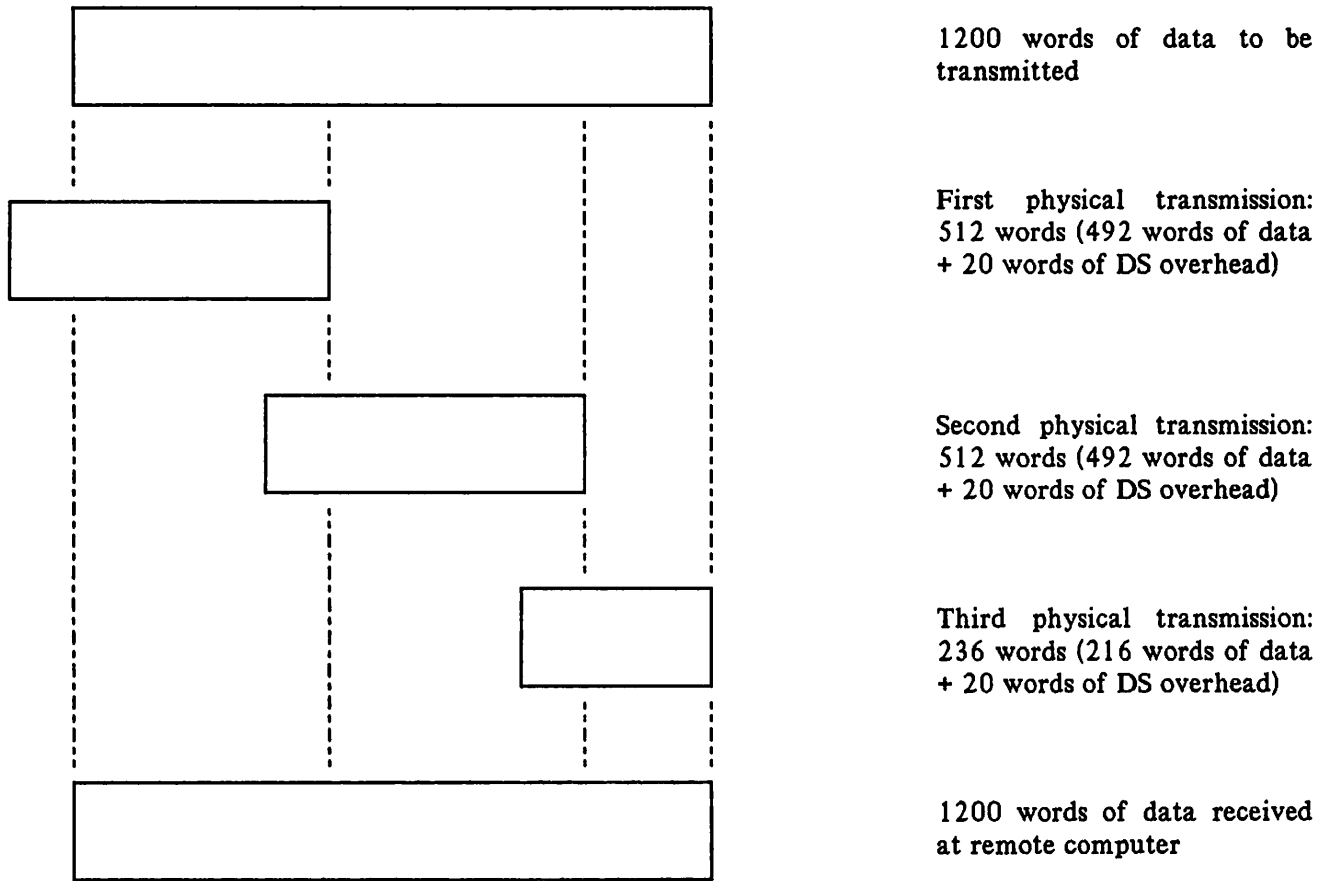 1200 words of data to be
transmitted
First physical transmission:
512 words (492 words of data
+ 20 words of DS overhead)
Second physical transmission:
512 words (492 words of data
+ 20 words of DS overhead)
Third physical transmission:
236 words (216 words of data
+ 20 words of DS overhead)
1200 words of data received
at remote computer